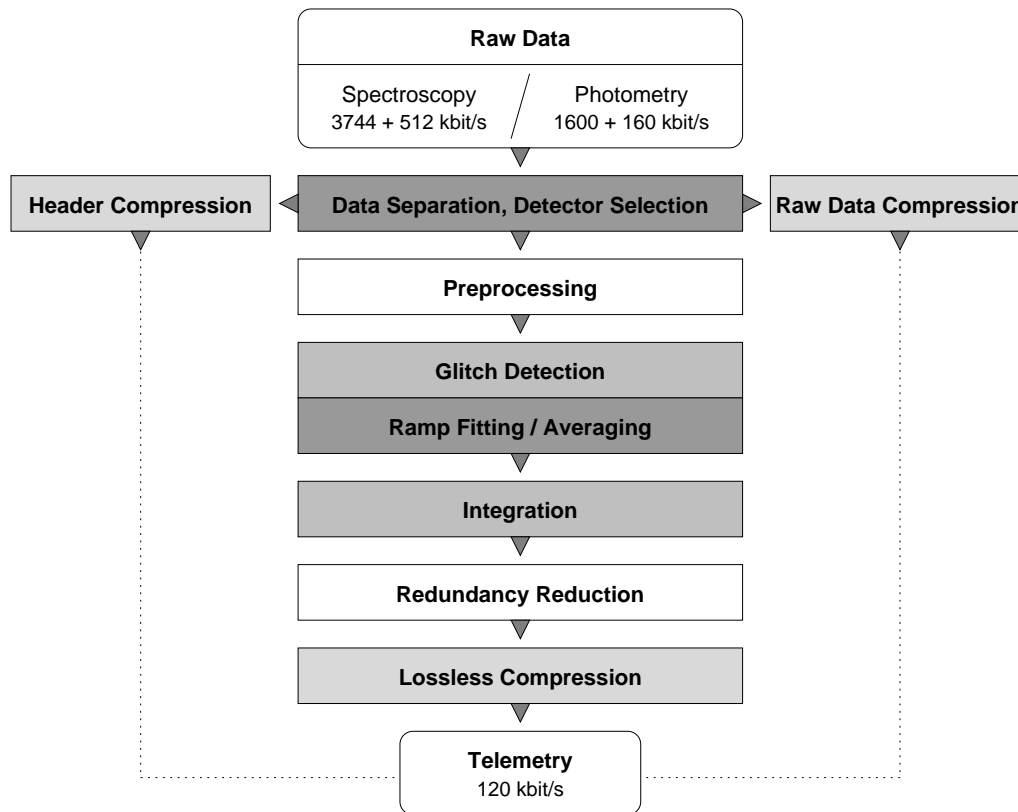 Raw Data
Spectroscopy
3744 + 512 kbit/s
Photometry
1600 + 160 kbit/s
Header Compression
Data Separation, Detector Selection
Raw Data Compression
Preprocessing
Glitch Detection
Ramp Fitting / Averaging
Integration
Redundancy Reduction
Lossless Compression
Telemetry
120 kbit/s